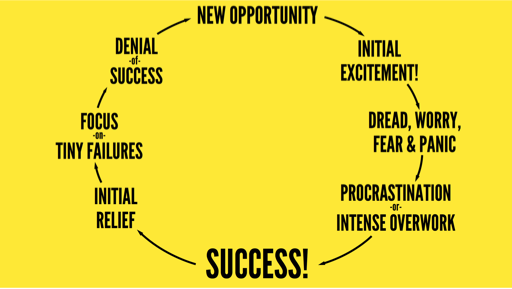 NEW OPPORTUNITY
INITIAL
EXCITEMENT!
DREAD, WORRY,
FEAR & PANIC
PROCRASTINATION
-or-
INTENSE OVERWORK
SUCCESS!
INITIAL
RELIEF
FOCUS
-on-
TINY FAILURES
DENIAL
-of-
SUCCESS